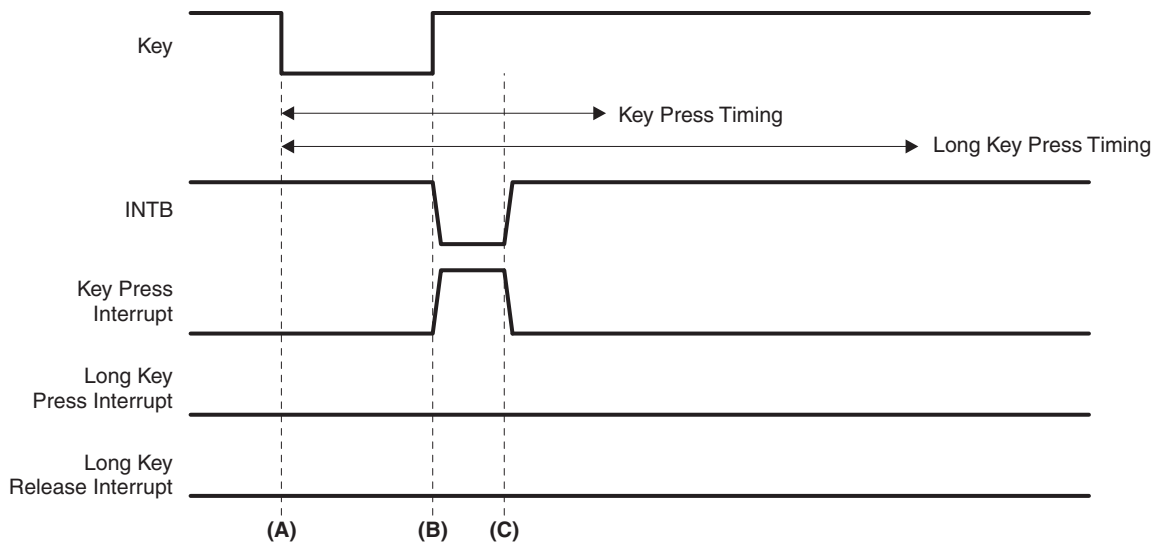 Key
Key Press Timing
Long Key Press Timing
INTB
Key Press
Interrupt
Long Key
Press Interrupt
Long Key
Release Interrupt
(A)
(B)
(C)